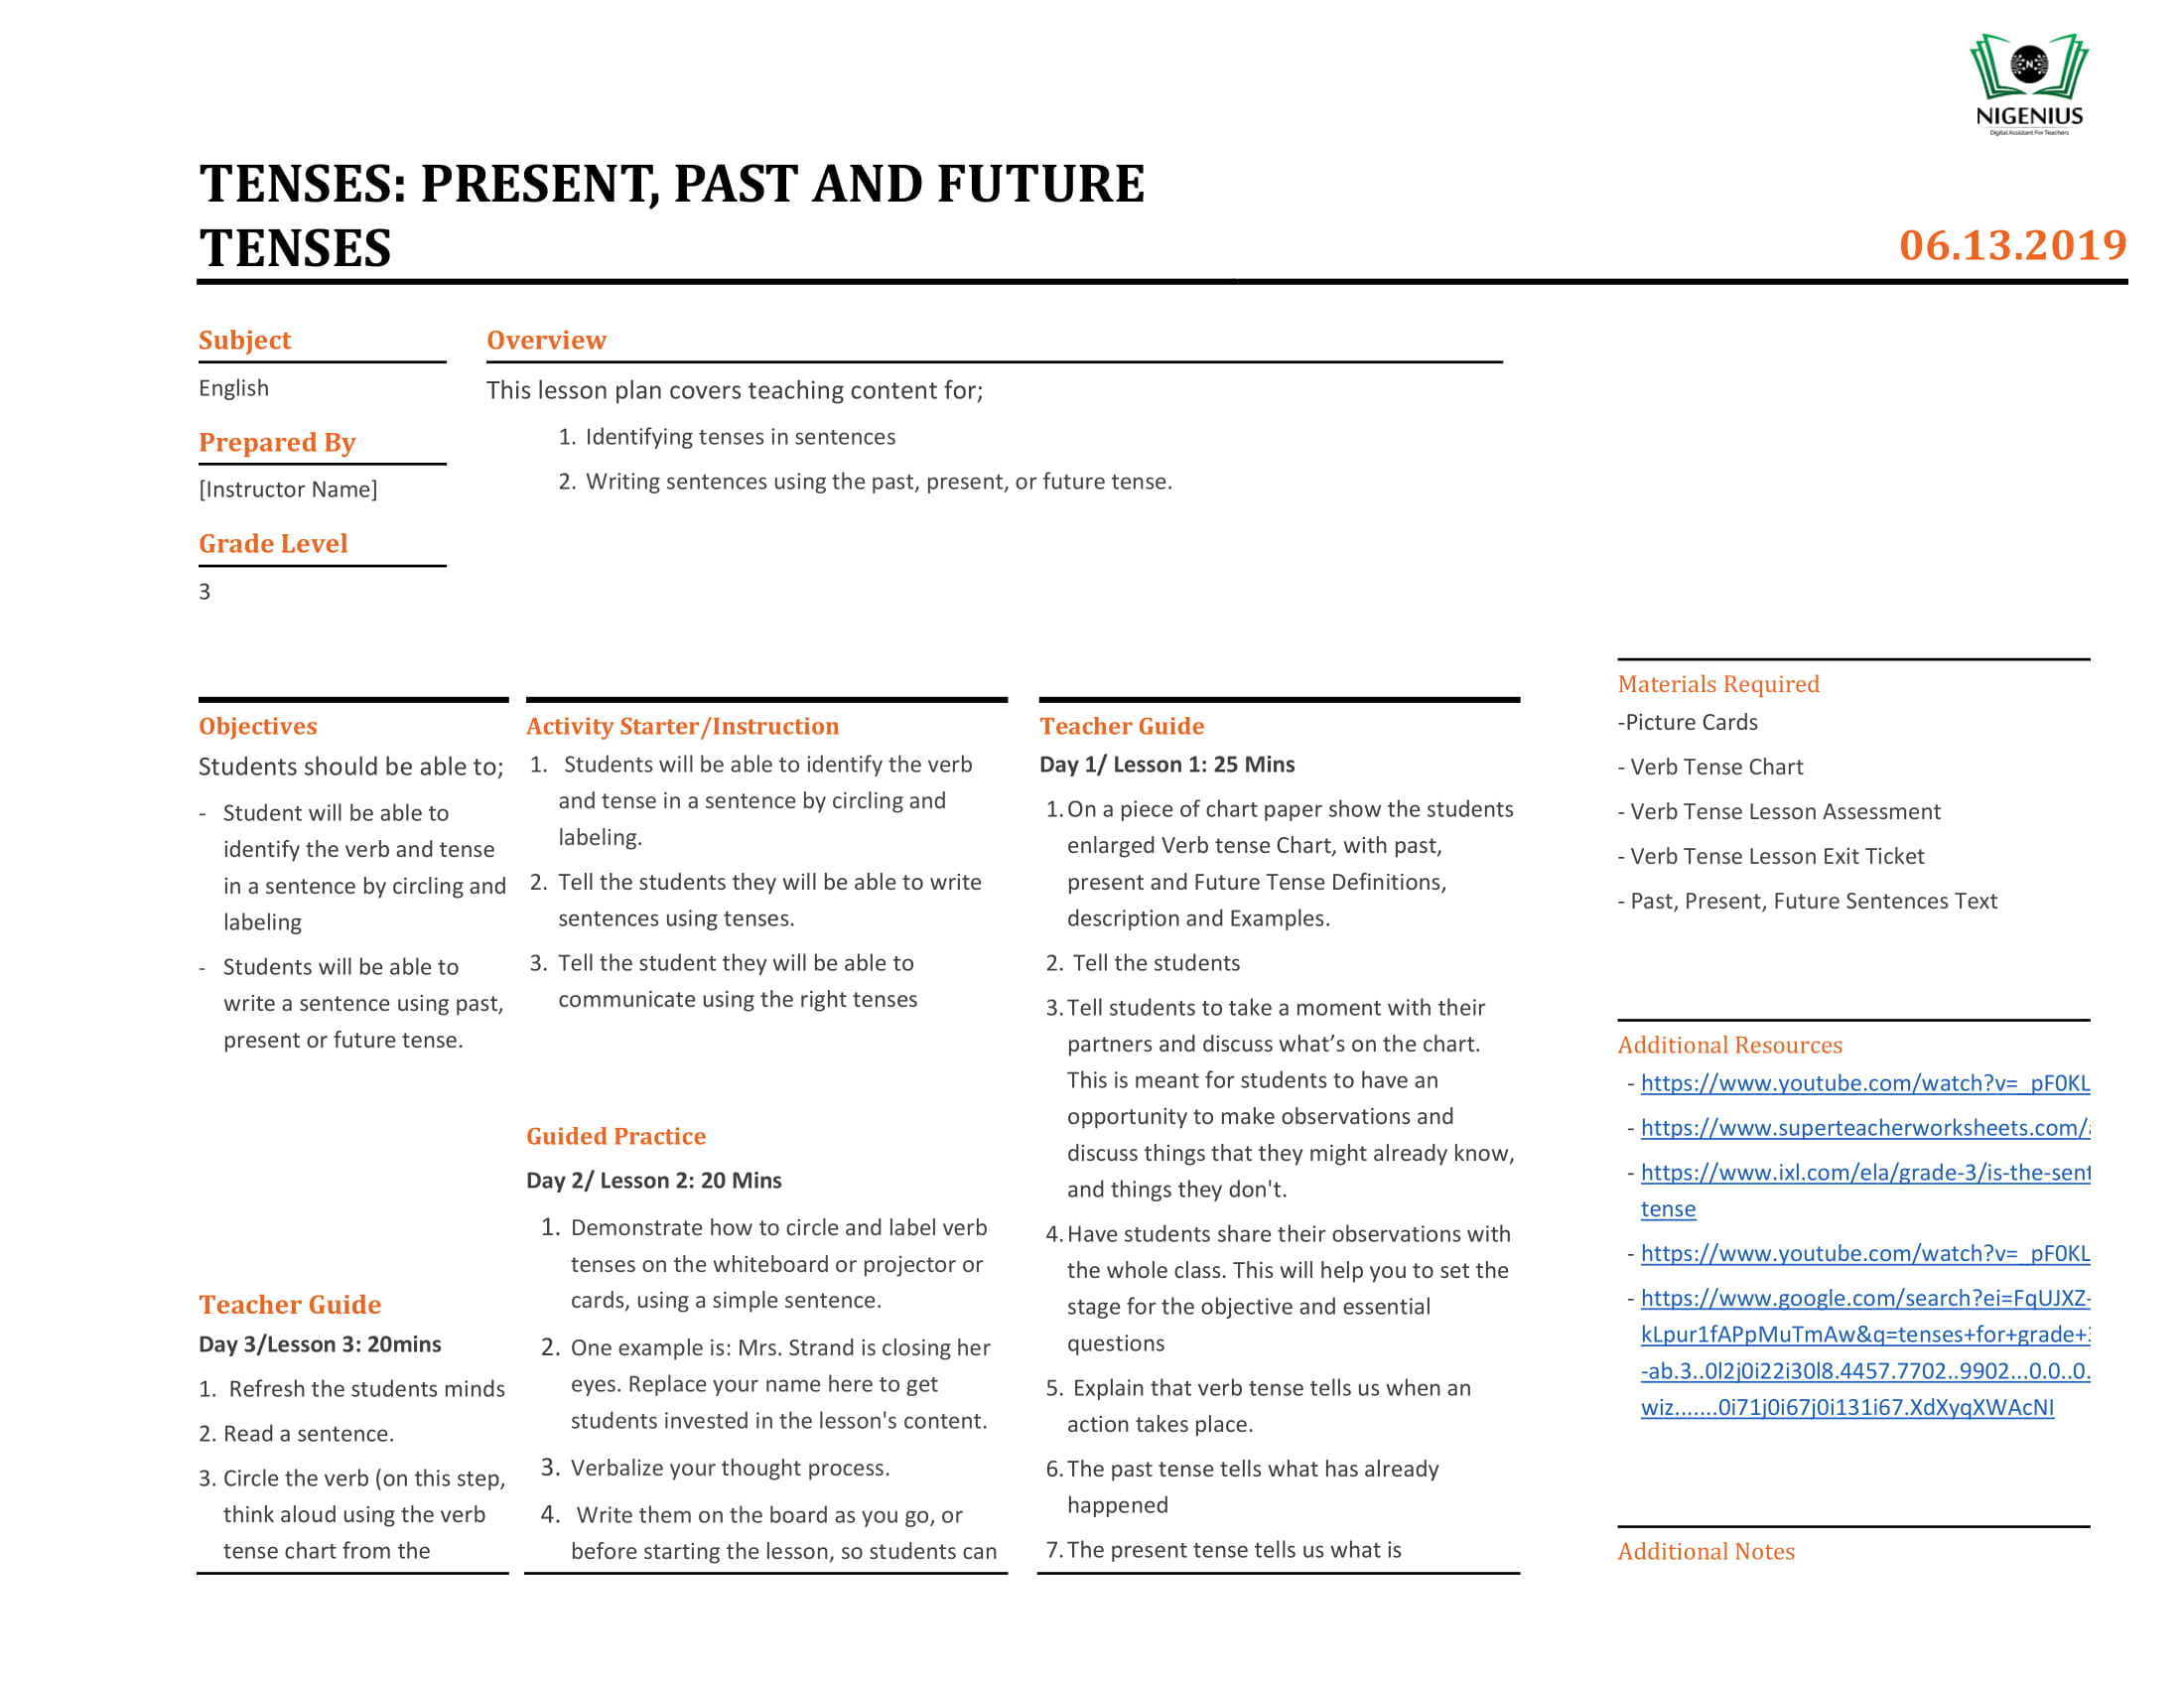 NIGENIUS
Digital Assistant For Teachers
TENSES: PRESENT, PAST AND FUTURE
TENSES
06.13.2019
Subject
English
Prepared By
[Instructor Name]
Grade Level
3
Overview
This lesson plan covers teaching content for;
1. Identifying tenses in sentences
2. Writing sentences using the past, present, or future tense.
Objectives
Students should be able to;
- Student will be able to
identify the verb and tense
in a sentence by circling and
labeling
- Students will be able to
write a sentence using past,
present or future tense.
Teacher Guide
Day 3/Lesson 3: 20mins
1. Refresh the students minds
2. Read a sentence.
3. Circle the verb (on this step,
think aloud using the verb
tense chart from the
Activity Starter/Instruction
1. Students will be able to identify the verb
and tense in a sentence by circling and
labeling.
2. Tell the students they will be able to write
sentences using tenses.
3. Tell the student they will be able to
communicate using the right tenses
Guided Practice
Day 2/ Lesson 2: 20 Mins
1. Demonstrate how to circle and label verb
tenses on the whiteboard or projector or
cards, using a simple sentence.
2. One example is: Mrs. Strand is closing her
eyes. Replace your name here to get
students invested in the lesson's content.
3. Verbalize your thought process.
4. Write them on the board as you go, or
before starting the lesson, so students can
Teacher Guide
Day 1/ Lesson 1: 25 Mins
1. On a piece of chart paper show the students
enlarged Verb tense Chart, with past,
present and Future Tense Definitions,
description and Examples.
2. Tell the students
3. Tell students to take a moment with their
partners and discuss what’s on the chart.
This is meant for students to have an
opportunity to make observations and
discuss things that they might already know,
and things they don't.
4. Have students share their observations with
the whole class. This will help you to set the
stage for the objective and essential
questions
5. Explain that verb tense tells us when an
action takes place.
6. The past tense tells what has already
happened
7. The present tense tells us what is
Materials Required
-Picture Cards
- Verb Tense Chart
- Verb Tense Lesson Assessment
- Verb Tense Lesson Exit Ticket
- Past, Present, Future Sentences Text
Additional Resources
- https://www.youtube.com/watch?v=_pF0KL
- https://www.superteacherworksheets.com/
- https://www.ixl.com/ela/grade-3/is-the-sent
tense
- https://www.youtube.com/watch?v=_pF0KL
- https://www.google.com/search?ei=FqUJXZ-
kLpur1fAPpMuTmAw&q=tenses+for+grade+
-ab.3..0l2j0i22i30l8.4457.7702..9902...0.0..0.
wiz.......0i71j0i67j0i131i67.XdXyqXWAcNI
Additional Notes